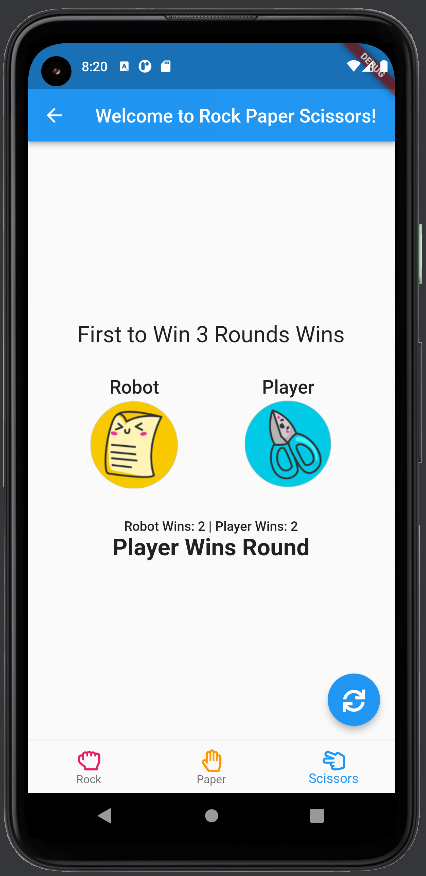 8:20
DEBUG
Welcome to Rock Paper Scissors!
First to Win 3 Rounds Wins
Robot Player
Robot Wins: 2 | Player Wins: 2
Player Wins Round
Rock Paper Scissors